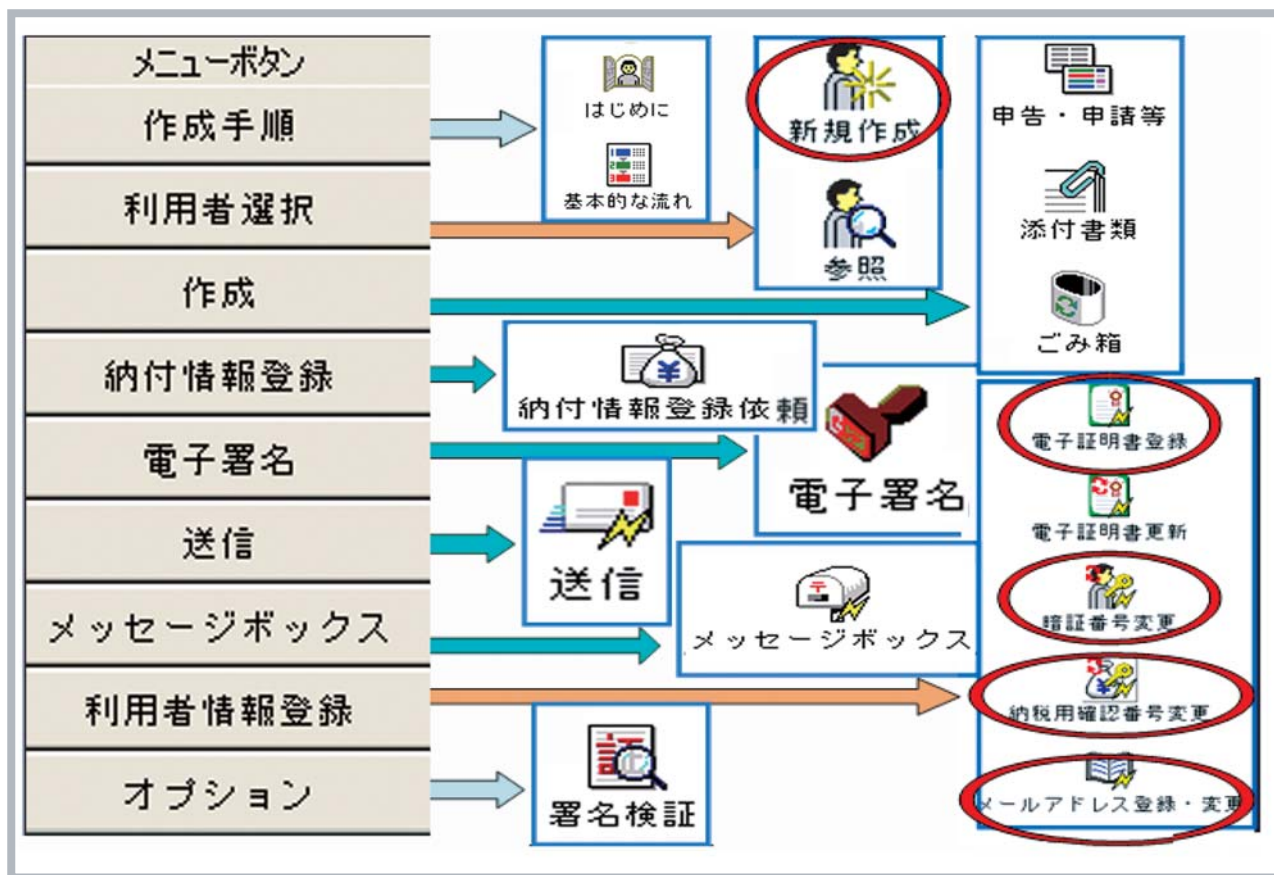 メニューボタン
作成手順
利用者選択
作成
納付情報登録
電子署名
送信
メッセージボックス
利用者情報登録
オプション
はじめに
基本的な流れ
新規作成
参照
申告・申請等
添付書類
ごみ箱
納付情報登録依頼
電子署名
送信
メッセージボックス
電子証明書登録
電子証明書更新
暗証番号変更
納税用確認番号変更
メールアドレス登録・変更
署名検証